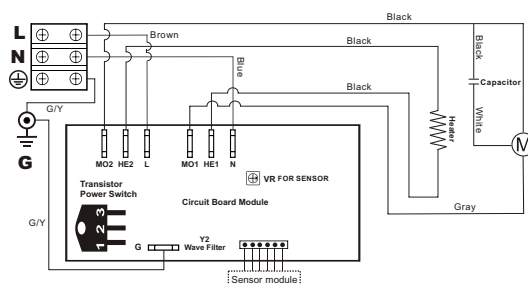 Black
L
Brown
Black
Black
N
Blue
Capacitor
Black
White
G/Y
Heater
M
G
MO2 HE2 L MO1 HE1 N
VR FOR SENSOR
Transistor
Power Switch
Circuit Board Module
Gray
3
2
1
G/Y
Y2
G Wave Filter
Sensor module